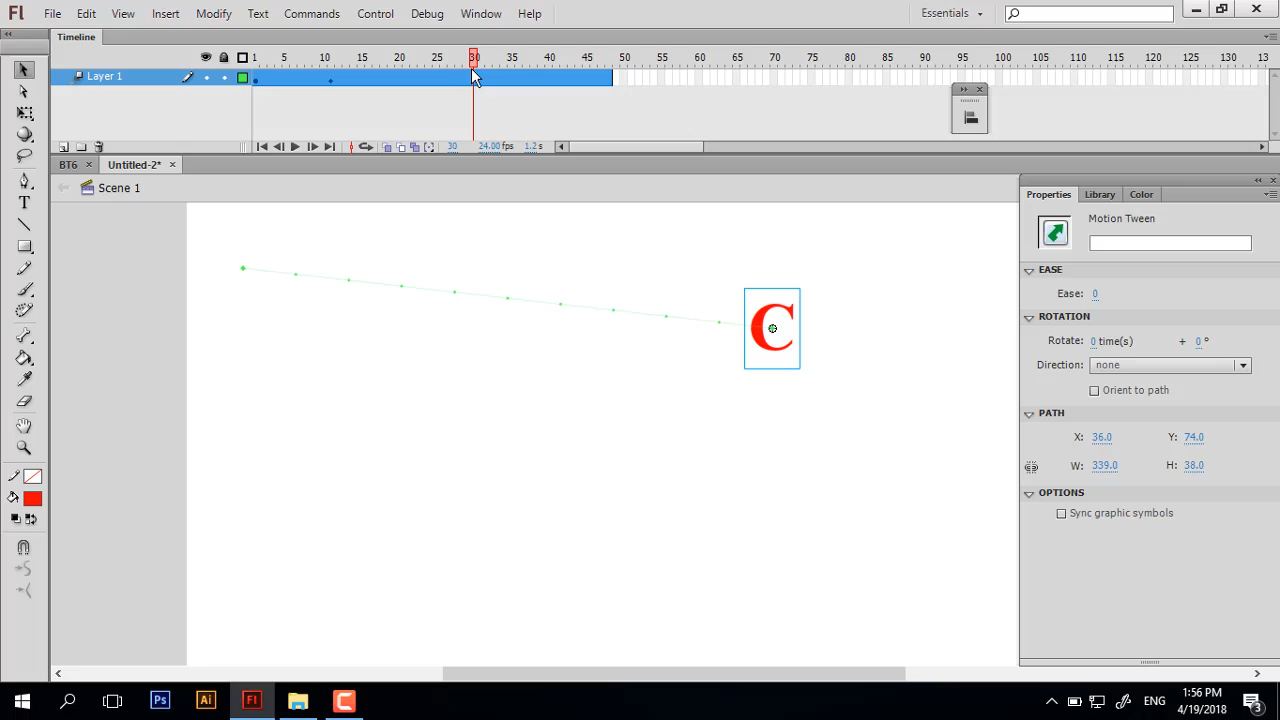 Fl File Edit View Insert Modify Text Commands Control Debug Window Help Essentials
Timeline
1 5 10 15 20 25 30 35 40 45 50 55 60 65 70 75 80 85 90 95 100 105 110 115 120 125 130 13
Layer 1
30 24.00 fps 1.2 s
BT6 Untitled-2*
Scene 1
Properties Library Color
Motion Tween
EASE
Ease: 0
ROTATION
Rotate: 0 time(s) + 0 °
Direction: none
Orient to path
PATH
X: 36.0 Y: 74.0
W: 339.0 H: 38.0
OPTIONS
Sync graphic symbols
C
T
Ps Ai Fl C
ENG
1:56 PM
4/19/2018
3